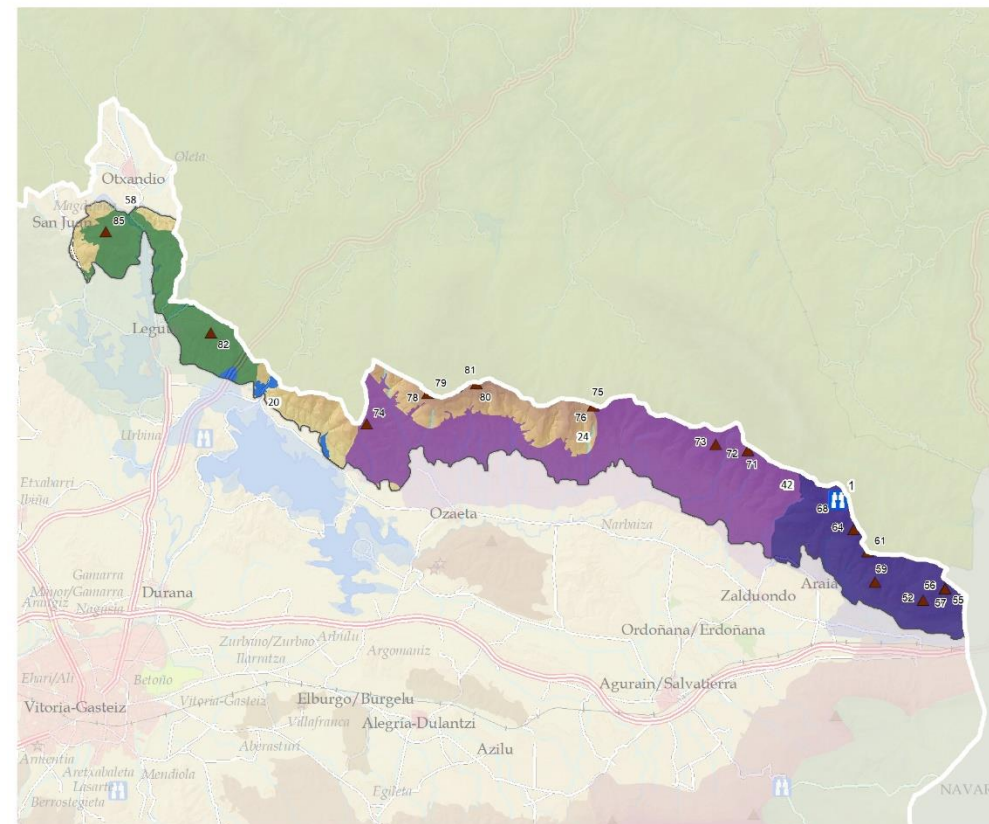 Oleta
Otxandio
58
San Juan
85
Legut
82
20
81
79
78
80
75
76
24
74
73
72
71
42
1
68
64
61
59
56
52
57
55
Urbina
Etxabarri
Ibiña
Ozaeta
Narbaiza
Araia
Zalduondo
Gamarra
Mayor/Gamarra
Nagusia
Durana
Ordoñana/Erdoñana
Zurbano/Zurbao
Arbulu
Ilarratza
Argomaniz
Ehari/Ali
Betoño
Vitoria-Gasteiz
Vitoria-Gasteiz
Elburgo/Burgelu
Villafranca
Alegría-Dulantzi
Agurain/Salvatierra
Armentia
Aberasturi
Azilu
Aretxabaleta
Lasarte
Mendiola
Berrostegieta
Egileta
NAVAR